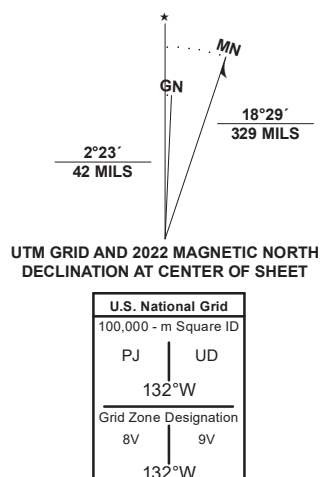 ★
MN
GN
18°29´
329 MILS
2°23´
42 MILS
UTM GRID AND 2022 MAGNETIC NORTH
DECLINATION AT CENTER OF SHEET
U.S. National Grid
100,000 - m Square ID
PJ UD
132°W
Grid Zone Designation
8V 9V
132°W